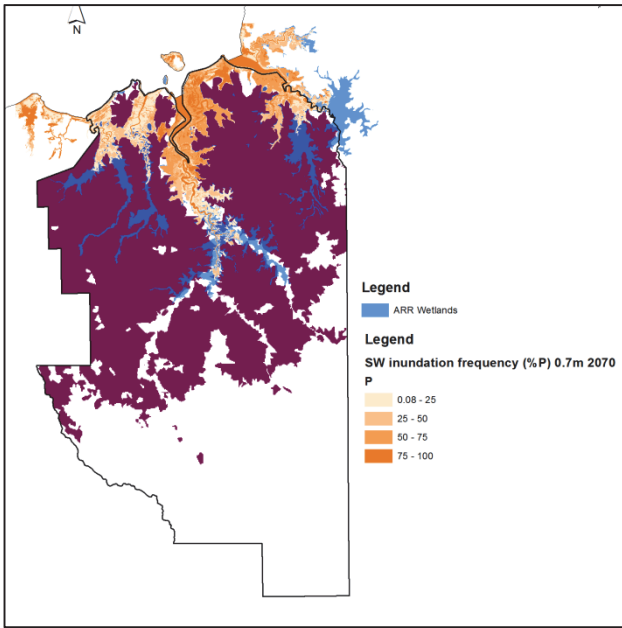 N
Legend
ARR Wetlands
Legend
SW inundation frequency (%P) 0.7m 2070
P
0.08 - 25
25 - 50
50 - 75
75 - 100